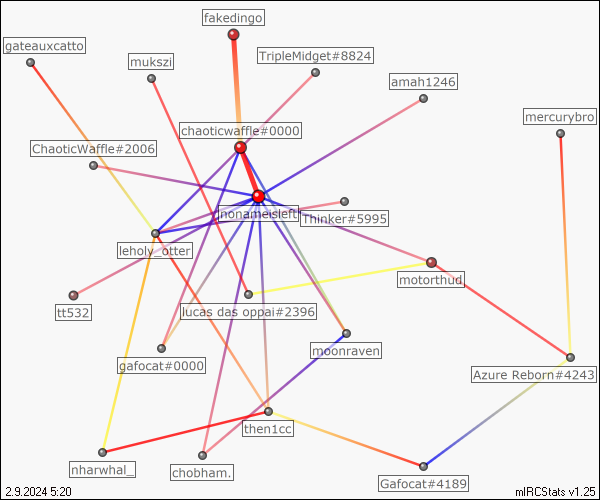 fakedingo
gateauxcatto
mukszi
TripleMidget#8824
amah1246
mercurybro
chaoticwaffle#0000
ChaoticWaffle#2006
nonameisleft
Thinker#5995
leholy_otter
motorthud
tt532
lucas das oppai#2396
moonraven
gafocat#0000
Azure Reborn#4243
then1cc
nharwhal_
chobham.
Gafocat#4189
2.9.2024 5:20
mIRCStats v1.25